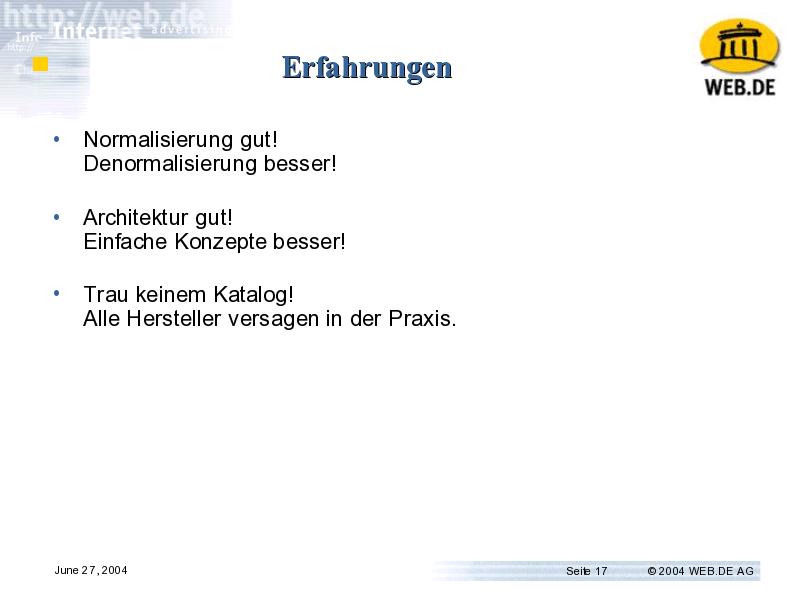 http://web.de
Internet advertising
Info
http://
Erfahrungen
WEB.DE
• Normalisierung gut!
Denormalisierung besser!
• Architektur gut!
Einfache Konzepte besser!
• Trau keinem Katalog!
Alle Hersteller versagen in der Praxis.
June 27, 2004
Seite 17
© 2004 WEB.DE AG